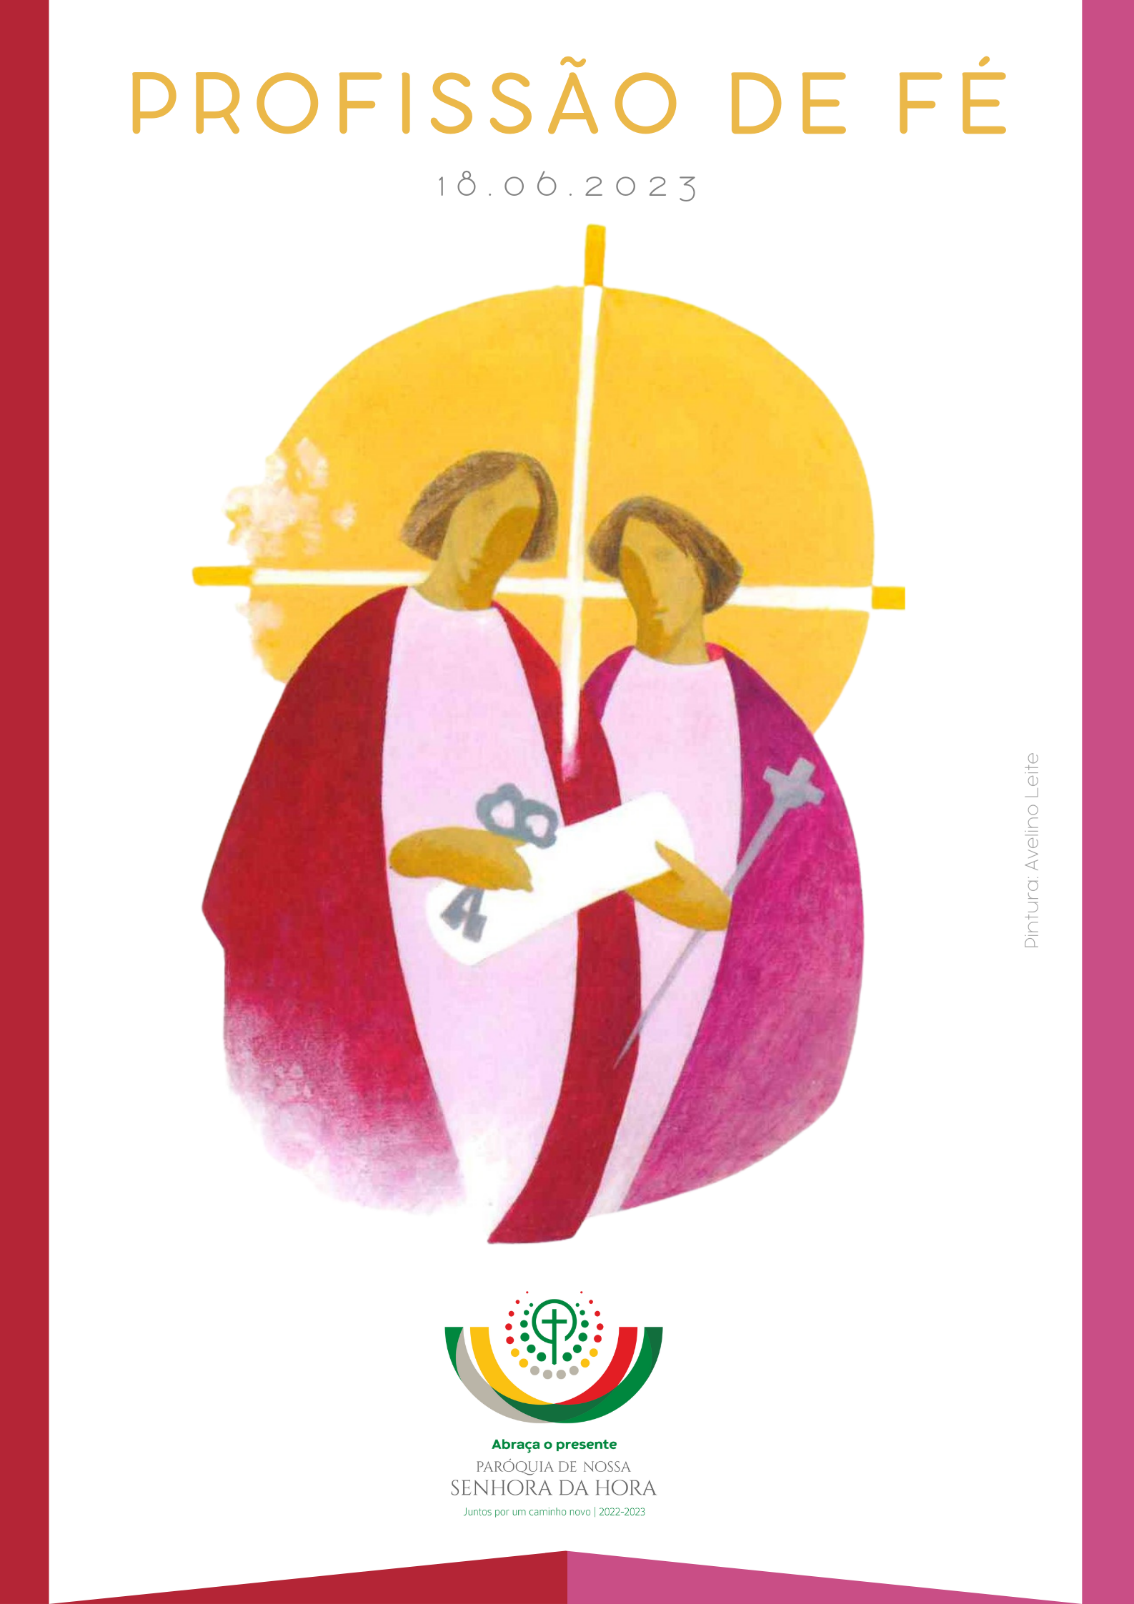 PROFISSÃO DE FÉ
18.06.2023
Pintura: Avelino Leite
Abraça o presente
PARÓQUIA DE NOSSA
SENHORA DA HORA
Juntos por um caminho novo | 2022-2023